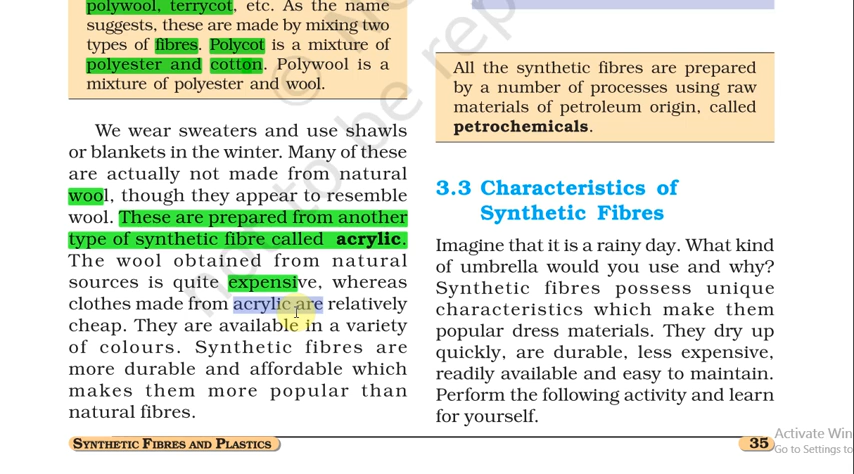 polywool, terrycot, etc. As the name
suggests, these are made by mixing two
types of fibres. Polycot is a mixture of
polyester and cotton. Polywool is a
mixture of polyester and wool.
We wear sweaters and use shawls
or blankets in the winter. Many of these
are actually not made from natural
wool, though they appear to resemble
wool. These are prepared from another
type of synthetic fibre called acrylic.
The wool obtained from natural
sources is quite expensive, whereas
clothes made from acrylic are relatively
cheap. They are available in a variety
of colours. Synthetic fibres are
more durable and affordable which
makes them more popular than
natural fibres.
All the synthetic fibres are prepared
by a number of processes using raw
materials of petroleum origin, called
petrochemicals.
3.3 Characteristics of
Synthetic Fibres
Imagine that it is a rainy day. What kind
of umbrella would you use and why?
Synthetic fibres possess unique
characteristics which make them
popular dress materials. They dry up
quickly, are durable, less expensive,
readily available and easy to maintain.
Perform the following activity and learn
for yourself.
SYNTHETIC FIBRES AND PLASTICS
35
Activate Win
Go to Settings to
© 
not to be rep